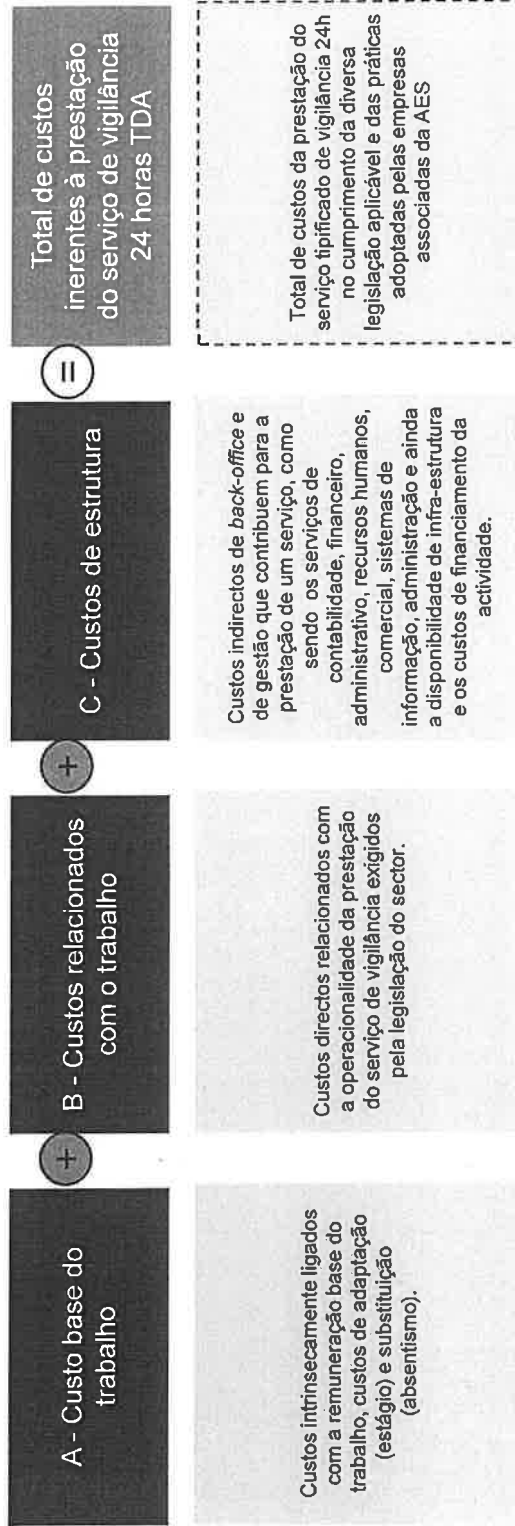 A - Custo base do
trabalho
+
B - Custos relacionados
com o trabalho
+
C - Custos de estrutura
=
Total de custos
inerentes à prestação
do serviço de vigilância
24 horas TDA
Custos intrinsecamente ligados
com a remuneração base do
trabalho, custos de adaptação
(estágio) e substituição
(absentismo).
Custos directos relacionados com
a operacionalidade da prestação
do serviço de vigilância exigidos
pela legislação do sector.
Custos indirectos de back-office e
de gestão que contribuem para a
prestação de um serviço, como
sendo os serviços de
contabilidade, financeiro,
administrativo, recursos humanos,
comercial, sistemas de
informação, administração e ainda
a disponibilidade de infra-estrutura
e os custos de financiamento da
actividade.
Total de custos da prestação do
serviço tipificado de vigilância 24h
no cumprimento da diversa
legislação aplicável e das práticas
adoptadas pelas empresas
associadas da AES